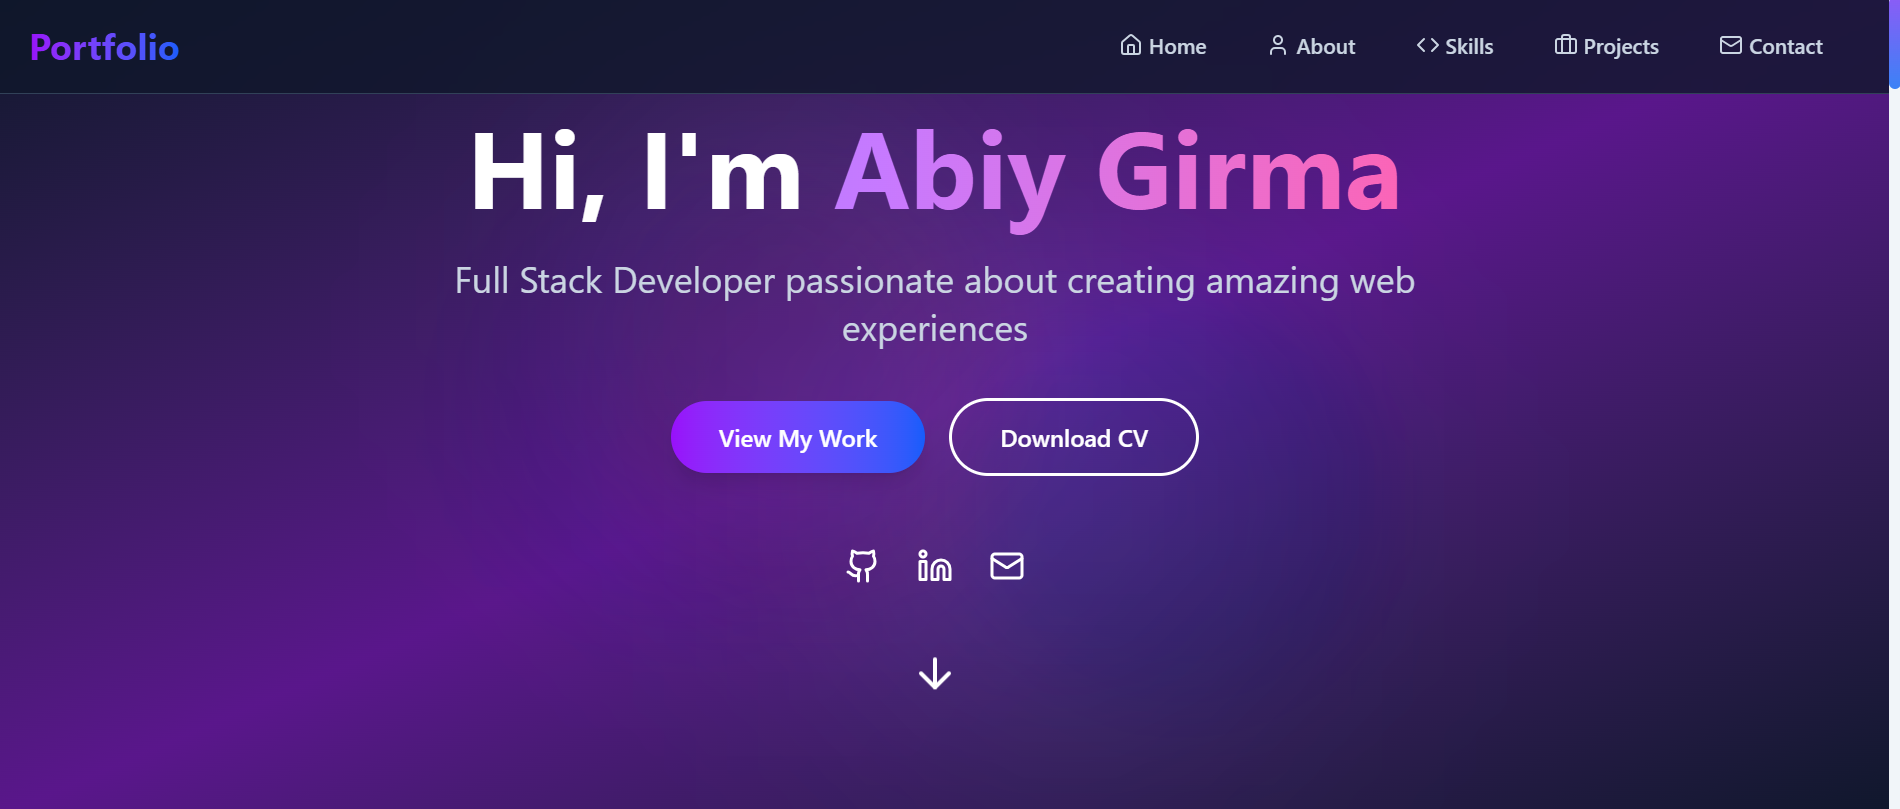 Portfolio
Home
About
Skills
Projects
Contact
Hi, I'm Abiy Girma
Full Stack Developer passionate about creating amazing web
experiences
View My Work
Download CV